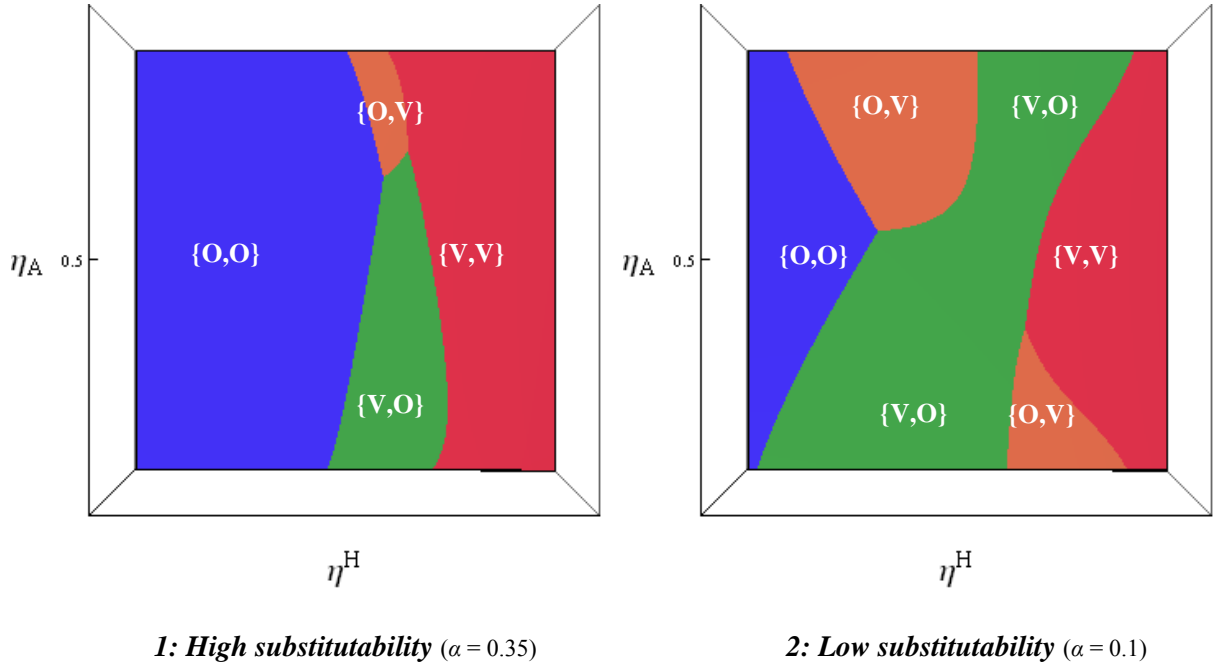 {O,V}
{O,O}
{V,V}
{V,O}
η_A 0.5
η^H
1: High substitutability (α = 0.35)
{O,V}
{V,O}
{O,O}
{V,V}
{V,O}
{O,V}
η_A 0.5
η^H
2: Low substitutability (α = 0.1)